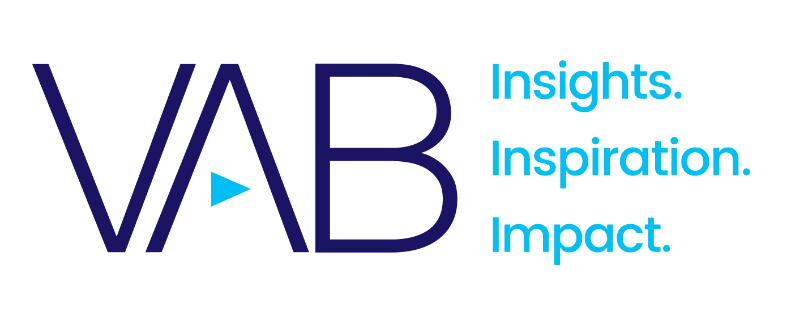 VAB
Insights.
Inspiration.
Impact.